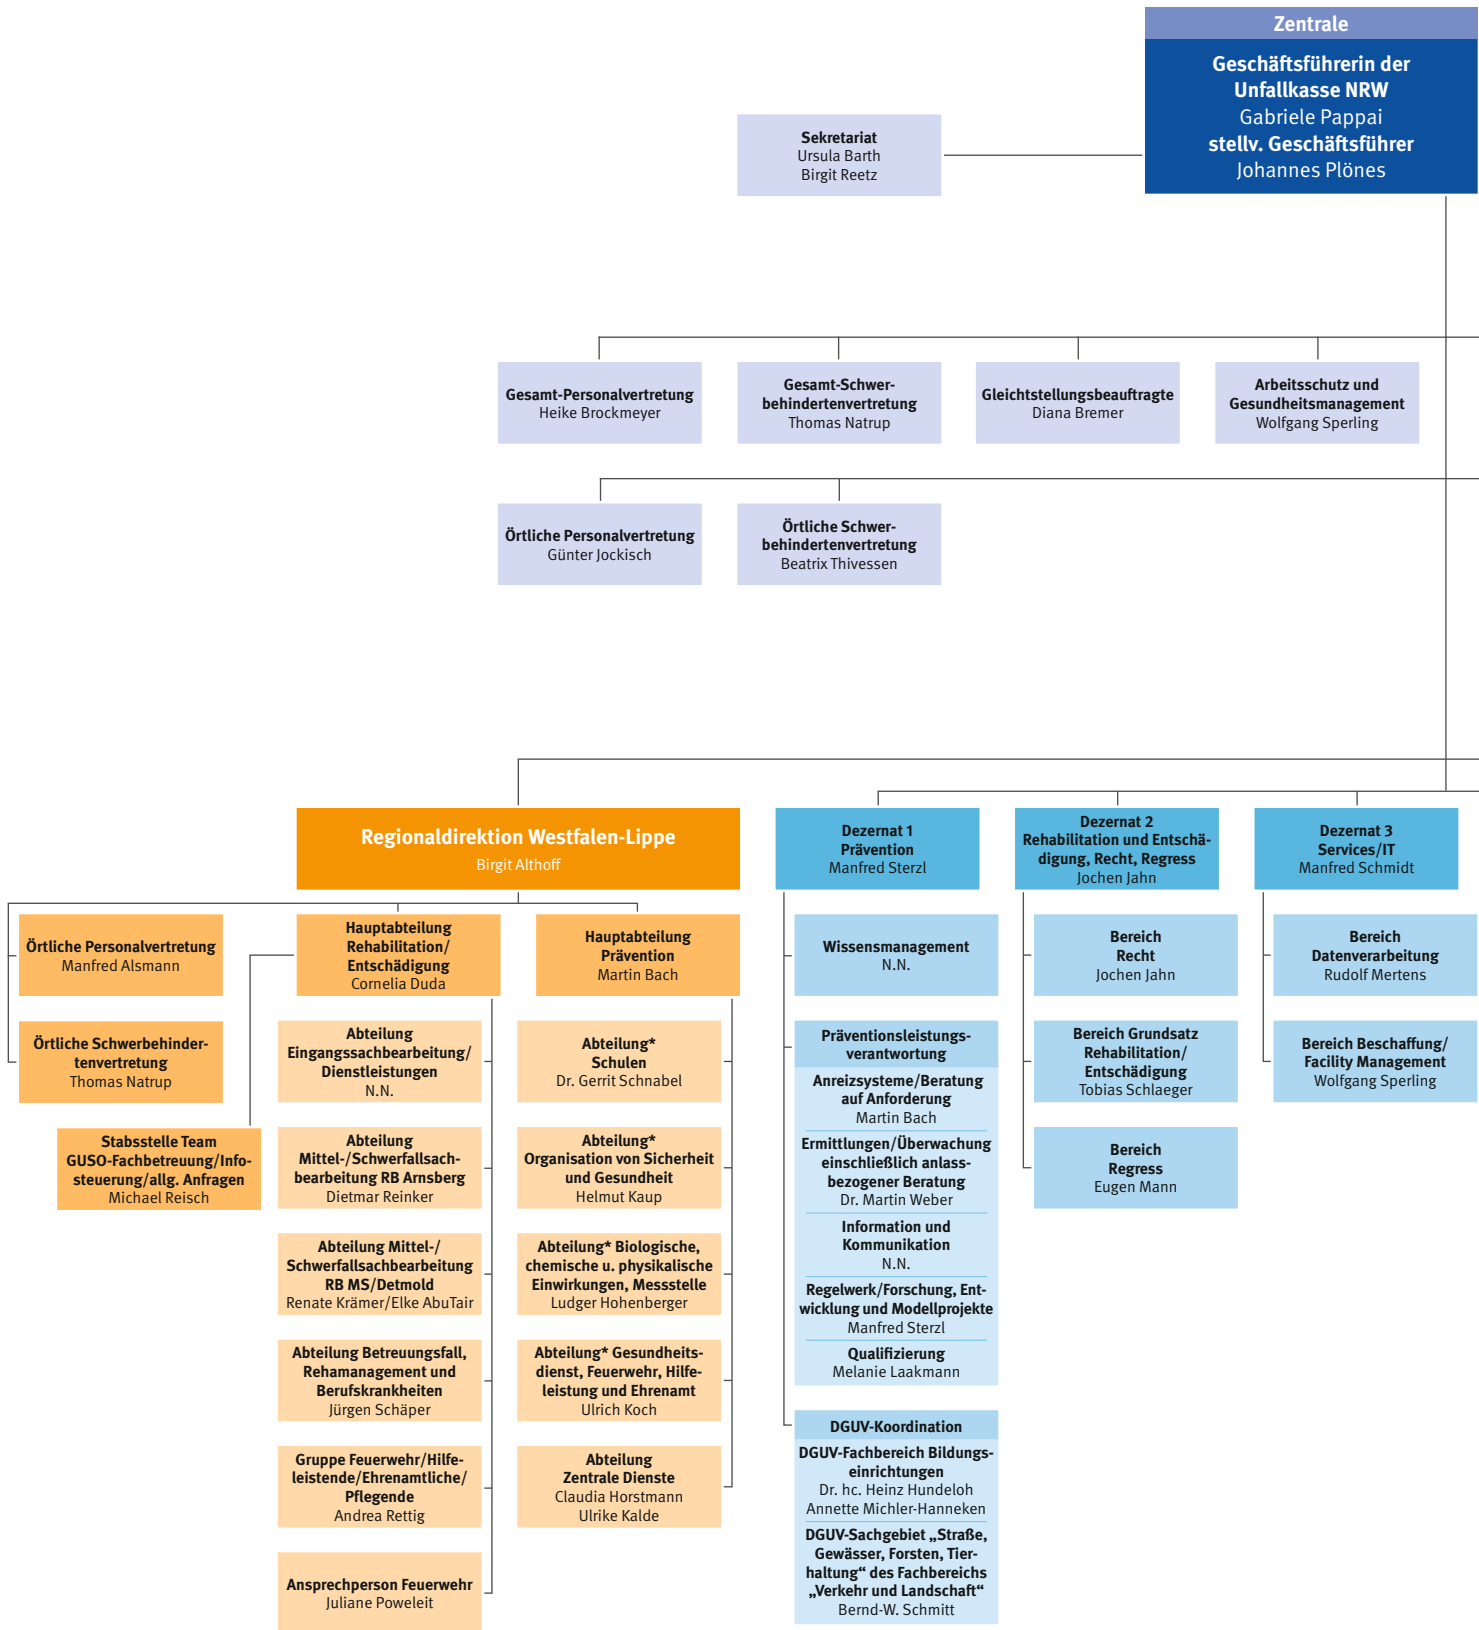 Zentrale
Geschäftsführerin der
Unfallkasse NRW
Gabriele Pappai
stellv. Geschäftsführer
Johannes Plönes
Sekretariat
Ursula Barth
Birgit Reetz
Gesamt-Personalvertretung
Heike Brockmeyer
Gesamt-Schwer-
behindertenvertretung
Thomas Natrup
Gleichtstellungsbeauftragte
Diana Bremer
Arbeitsschutz und
Gesundheitsmanagement
Wolfgang Sperling
Örtliche Personalvertretung
Günter Jockisch
Örtliche Schwer-
behindertenvertretung
Beatrix Thivessen
Regionaldirektion Westfalen-Lippe
Birgit Althoff
Örtliche Personalvertretung
Manfred Alsmann
Örtliche Schwerbehinder-
tenvertretung
Thomas Natrup
Stabsstelle Team
GUSO-Fachbetreuung/Info-
steuerung/allg. Anfragen
Michael Reisch
Hauptabteilung
Rehabilitation/
Entschädigung
Cornelia Duda
Abteilung
Eingangssachbearbeitung/
Dienstleistungen
N.N.
Abteilung
Mittel-/Schwerfallsach-
bearbeitung RB Arnsberg
Dietmar Reinker
Abteilung Mittel-/
Schwerfallsachbearbeitung
RB MS/Detmold
Renate Krämer/Elke AbuTair
Abteilung Betreuungsfall,
Rehamanagement und
Berufskrankheiten
Jürgen Schäper
Gruppe Feuerwehr/Hilfe-
leistende/Ehrenamtliche/
Pflegende
Andrea Rettig
Ansprechperson Feuerwehr
Juliane Poweleit
Hauptabteilung
Prävention
Martin Bach
Abteilung*
Schulen
Dr. Gerrit Schnabel
Abteilung*
Organisation von Sicherheit
und Gesundheit
Helmut Kaup
Abteilung* Biologische,
chemische u. physikalische
Einwirkungen, Messstelle
Ludger Hohenberger
Abteilung* Gesundheits-
dienst, Feuerwehr, Hilfe-
leistung und Ehrenamt
Ulrich Koch
Abteilung
Zentrale Dienste
Claudia Horstmann
Ulrike Kalde
Dezernat 1
Prävention
Manfred Sterzl
Wissensmanagement
N.N.
Präventionsleistungs-
verantwortung
Anreizsysteme/Beratung
auf Anforderung
Martin Bach
Ermittlungen/Überwachung
einschließlich anlass-
bezogener Beratung
Dr. Martin Weber
Information und
Kommunikation
N.N.
Regelwerk/Forschung, Ent-
wicklung und Modellprojekte
Manfred Sterzl
Qualifizierung
Melanie Laakmann
DGUV-Koordination
DGUV-Fachbereich Bildungs-
einrichtungen
Dr. hc. Heinz Hundeloh
Annette Michler-Hanneken
DGUV-Sachgebiet „Straße,
Gewässer, Forsten, Tier-
haltung“ des Fachbereichs
„Verkehr und Landschaft“
Bernd-W. Schmitt
Dezernat 2
Rehabilitation und Entschä-
digung, Recht, Regress
Jochen Jahn
Bereich
Recht
Jochen Jahn
Bereich Grundsatz
Rehabilitation/
Entschädigung
Tobias Schlaeger
Bereich
Regress
Eugen Mann
Dezernat 3
Services/IT
Manfred Schmidt
Bereich
Datenverarbeitung
Rudolf Mertens
Bereich Beschaffung/
Facility Management
Wolfgang Sperling